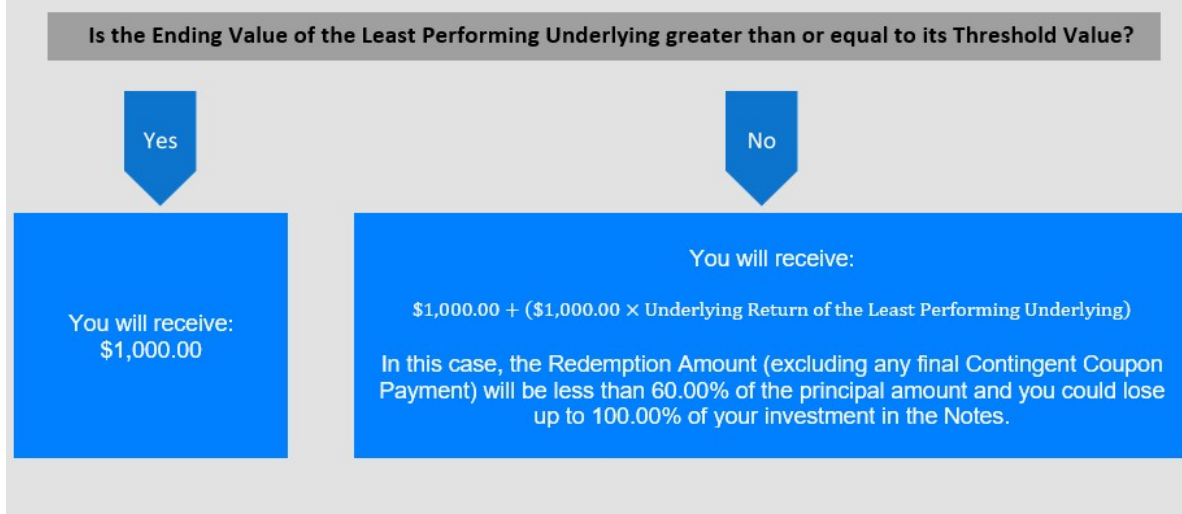 Is the Ending Value of the Least Performing Underlying greater than or equal to its Threshold Value?
Yes
No
You will receive:
$1,000.00
You will receive:
$1,000.00 + ($1,000.00 × Underlying Return of the Least Performing Underlying)
In this case, the Redemption Amount (excluding any final Contingent Coupon
Payment) will be less than 60.00% of the principal amount and you could lose
up to 100.00% of your investment in the Notes.